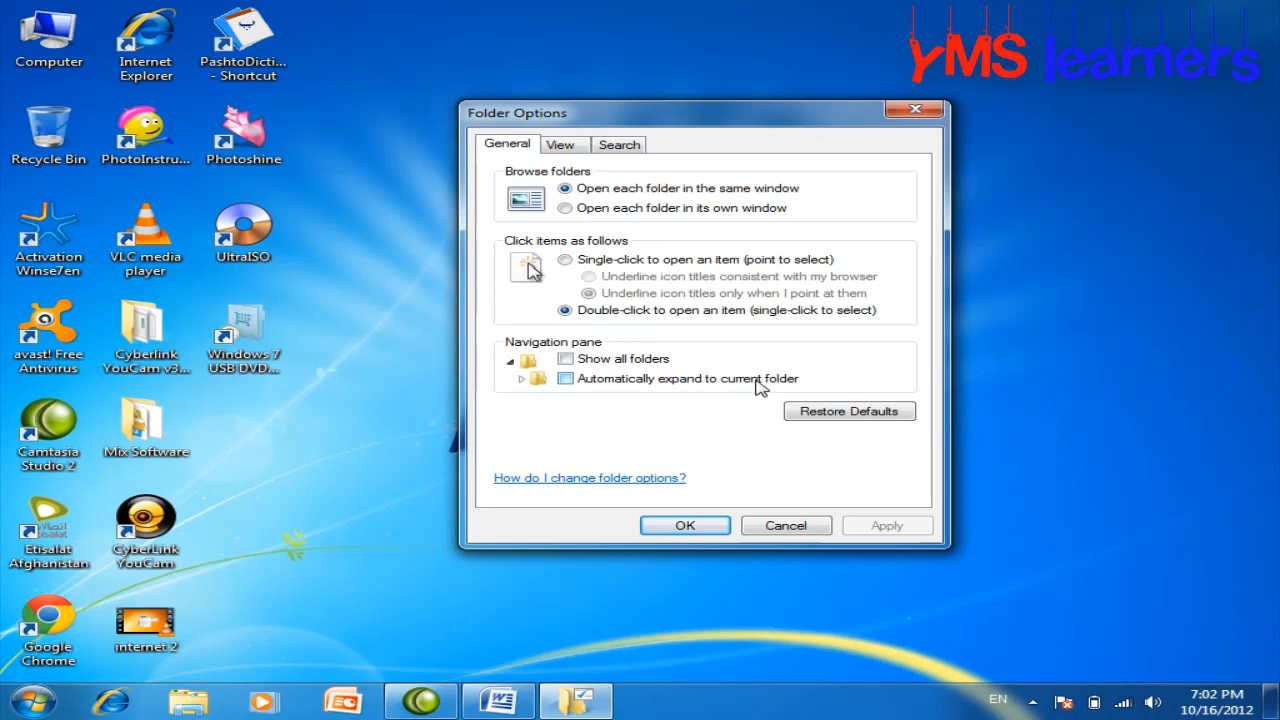 Computer
Internet
Explorer
PashtoDicti...
- Shortcut
YMS learners
Recycle Bin
PhotoInstru...
Photoshine
Activation
Winse7en
VLC media
player
UltraISO
avast! Free
Antivirus
Cyberlink
YouCam v3...
Windows 7
USB DVD...
Camtasia
Studio 2
Mix Software
Etisalat
Afghanistan
CyberLink
YouCam
Google
Chrome
internet 2
Folder Options
General
View
Search
Browse folders
Open each folder in the same window
Open each folder in its own window
Click items as follows
Single-click to open an item (point to select)
Underline icon titles consistent with my browser
Underline icon titles only when I point at them
Double-click to open an item (single-click to select)
Navigation pane
Show all folders
Automatically expand to current folder
Restore Defaults
How do I change folder options?
OK
Cancel
Apply
EN
7:02 PM
10/16/2012